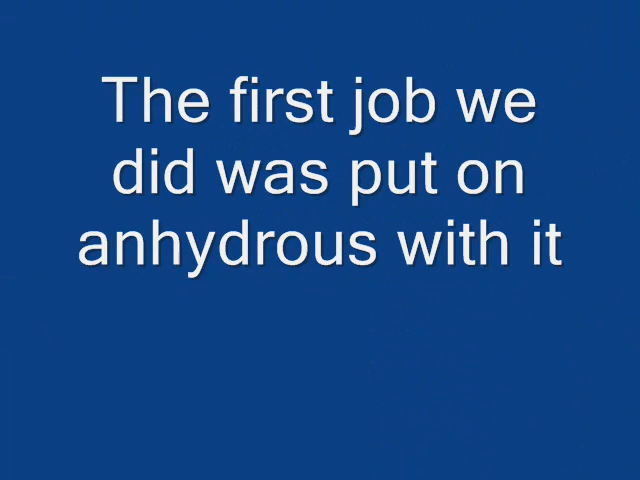 The first job we
did was put on
anhydrous with it